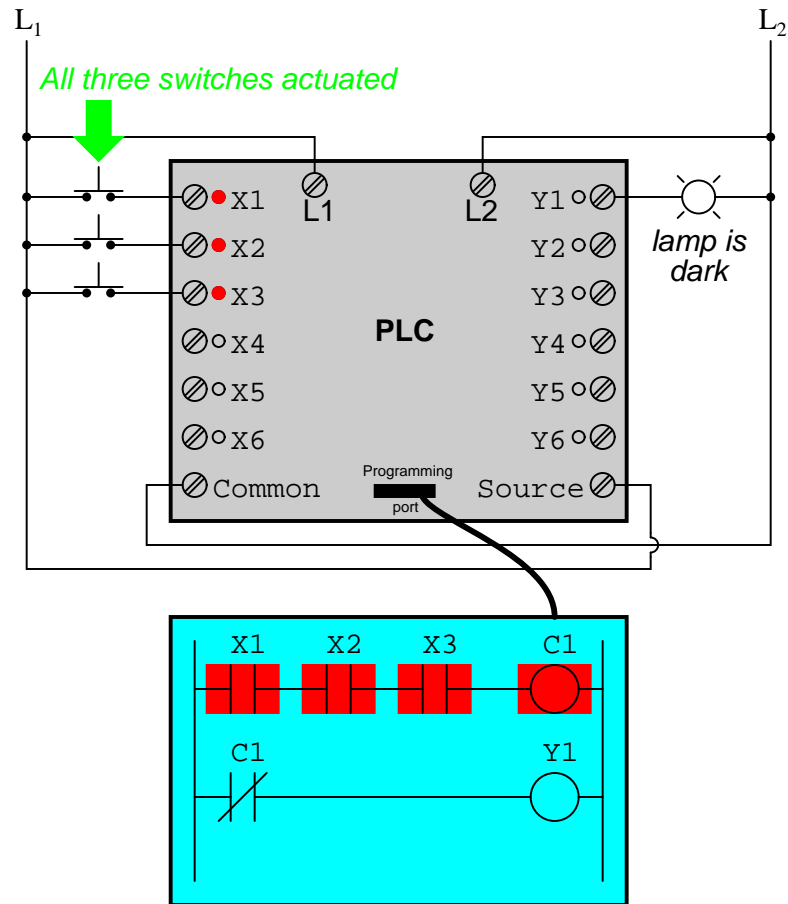 L1 L2
All three switches actuated
X1 L1 L2 Y1
X2 Y2
lamp is
dark
X3 Y3
PLC
X4 Y4
X5 Y5
X6 Y6
Common Programming Source
port
X1 X2 X3 C1
C1 Y1